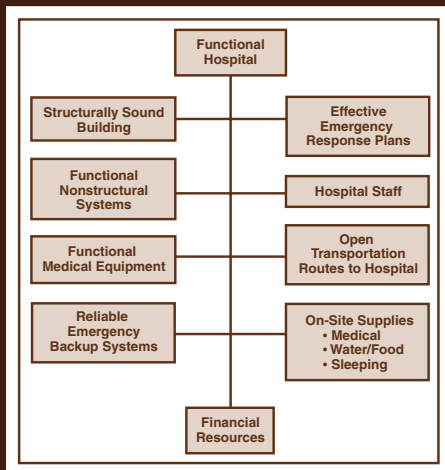 Functional
Hospital
Structurally Sound
Building
Effective
Emergency
Response Plans
Functional
Nonstructural
Systems
Hospital Staff
Functional
Medical Equipment
Open
Transportation
Routes to Hospital
Reliable
Emergency
Backup Systems
On-Site Supplies
• Medical
• Water/Food
• Sleeping
Financial
Resources